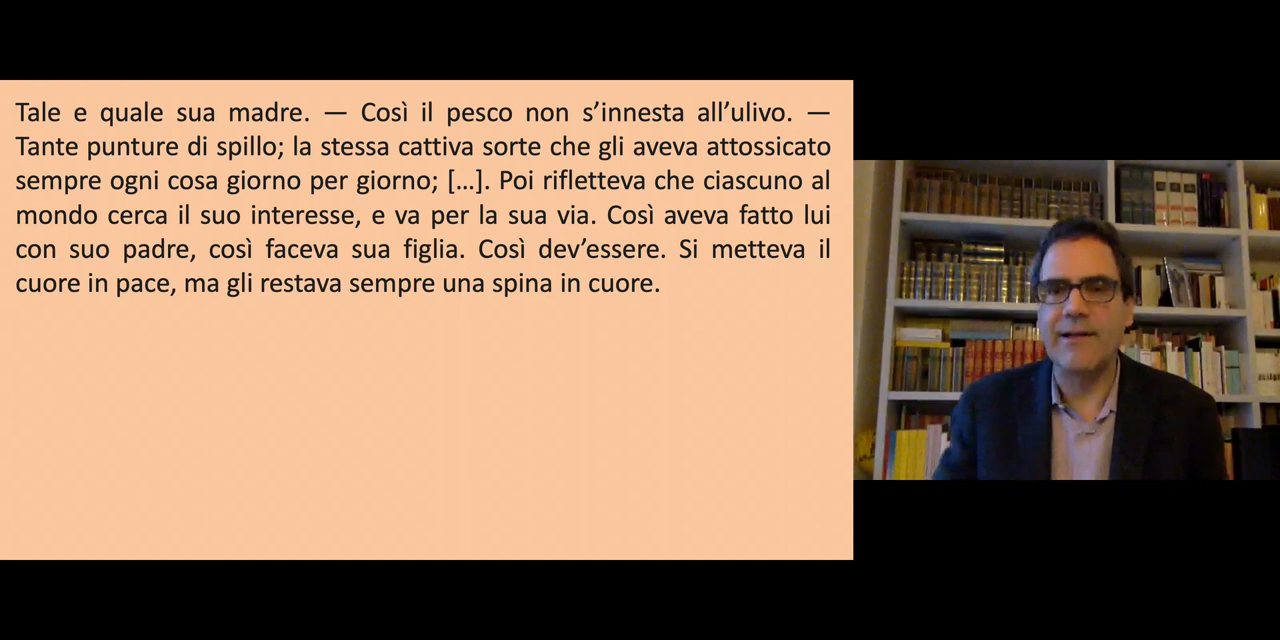 Tale e quale sua madre. — Così il pesco non s’innesta all’ulivo. —
Tante punture di spillo; la stessa cattiva sorte che gli aveva attossicato
sempre ogni cosa giorno per giorno; […]. Poi rifletteva che ciascuno al
mondo cerca il suo interesse, e va per la sua via. Così aveva fatto lui
con suo padre, così faceva sua figlia. Così dev’essere. Si metteva il
cuore in pace, ma gli restava sempre una spina in cuore.